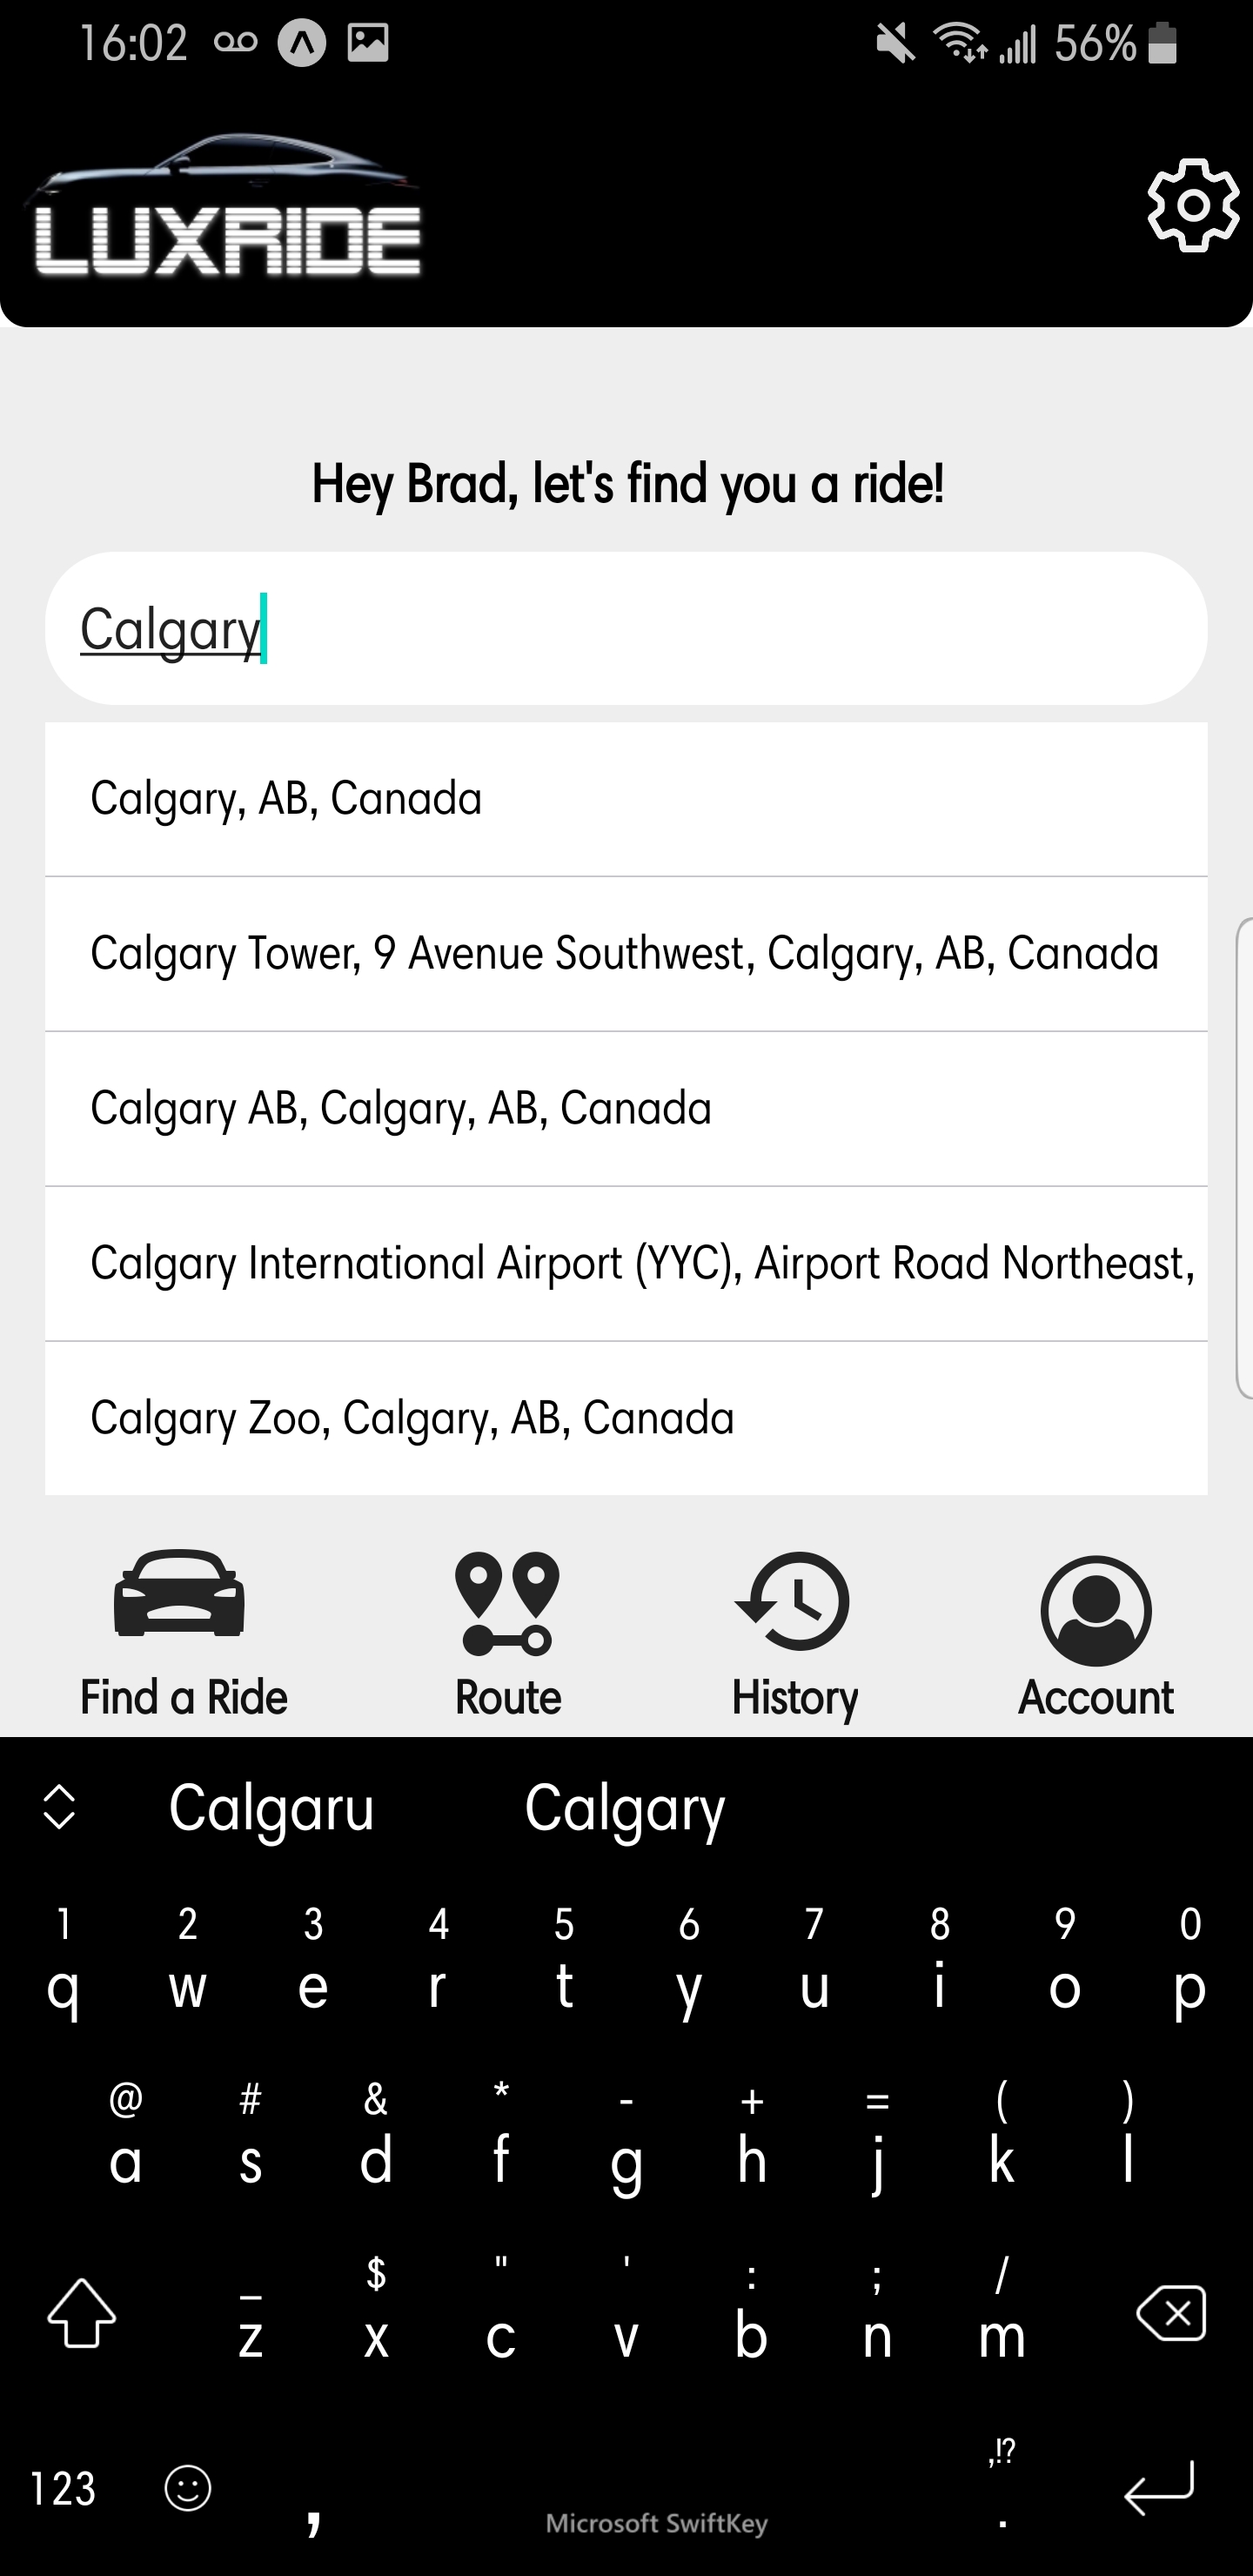 16:02 56%
LUXRIDE
Hey Brad, let's find you a ride!
Calgary
Calgary, AB, Canada
Calgary Tower, 9 Avenue Southwest, Calgary, AB, Canada
Calgary AB, Calgary, AB, Canada
Calgary International Airport (YYC), Airport Road Northeast,
Calgary Zoo, Calgary, AB, Canada
Find a Ride Route History Account
Calgaru Calgary
1 2 3 4 5 6 7 8 9 0
q w e r t y u i o p
@ # & * - + = ( )
a s d f g h j k l
_ $ " ' : ; /
z x c v b n m
,!?
123 , Microsoft SwiftKey .